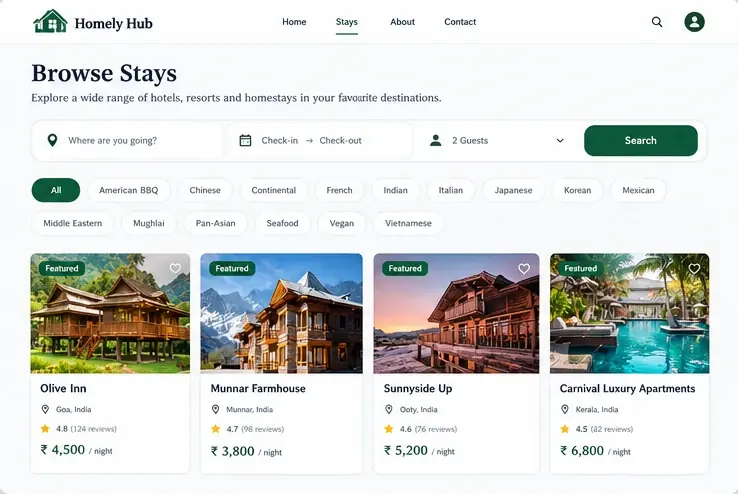 Homely Hub
Home Stays About Contact
Browse Stays
Explore a wide range of hotels, resorts and homestays in your favourite destinations.
Where are you going? Check-in → Check-out 2 Guests Search
All American BBQ Chinese Continental French Indian Italian Japanese Korean Mexican
Middle Eastern Mughlai Pan-Asian Seafood Vegan Vietnamese
Featured Featured Featured Featured
Olive Inn Munnar Farmhouse Sunnyside Up Carnival Luxury Apartments
Goa, India Munnar, India Ooty, India Kerala, India
4.8 (124 reviews) 4.7 (98 reviews) 4.6 (76 reviews) 4.5 (82 reviews)
₹ 4,500 / night ₹ 3,800 / night ₹ 5,200 / night ₹ 6,800 / night